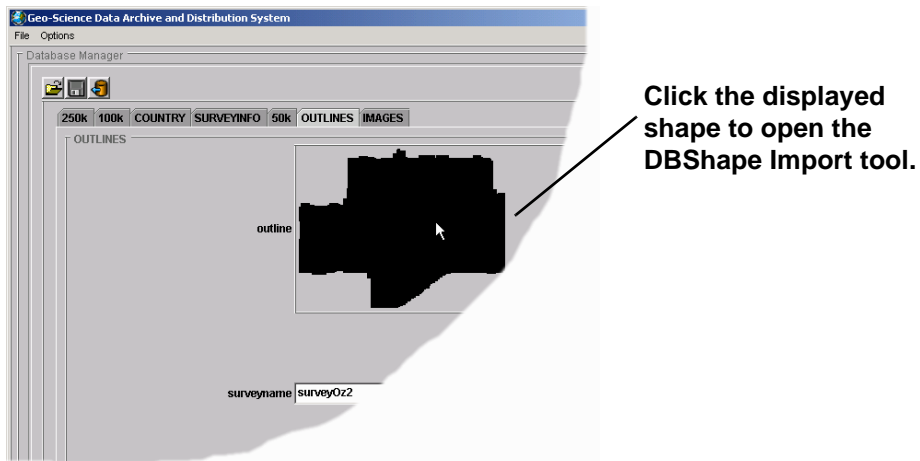 Geo-Science Data Archive and Distribution System
File Options
Database Manager
250k 100k COUNTRY SURVEYINFO 50k OUTLINES IMAGES
OUTLINES
outline
surveyname surveyOz2
Click the displayed
shape to open the
DBShape Import tool.